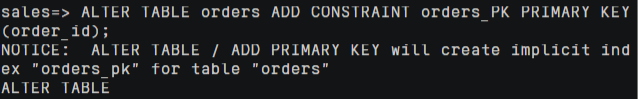 sales=> ALTER TABLE orders ADD CONSTRAINT orders_PK PRIMARY KEY
(order_id);
NOTICE:  ALTER TABLE / ADD PRIMARY KEY will create implicit ind
ex "orders_pk" for table "orders"
ALTER TABLE